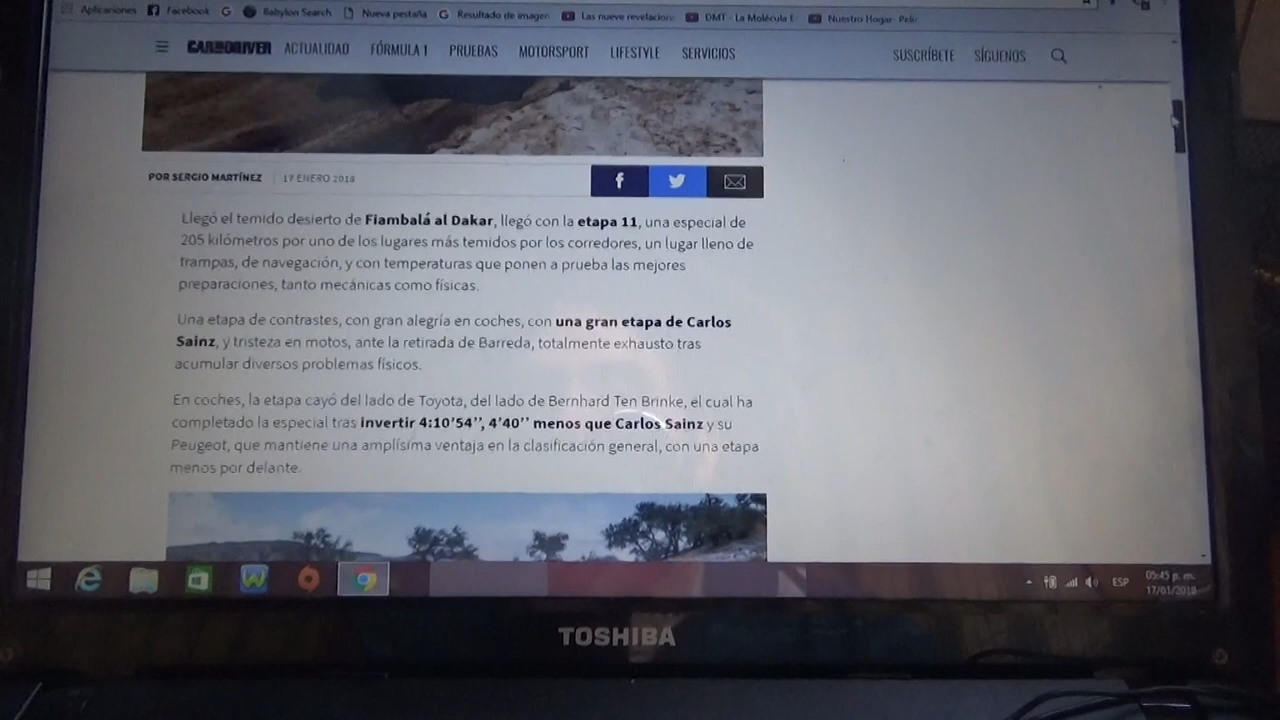 Aplicaciones Facebook Babylon Search Nueva pestaña Resultado de imagen Las nueve revelacion DMT - La Molécula Nuestro Hogar- Pelí
CAR AND DRIVER ACTUALIDAD FÓRMULA 1 PRUEBAS MOTORSPORT LIFESTYLE SERVICIOS SUSCRÍBETE SÍGUENOS
POR SERGIO MARTÍNEZ 17 ENERO 2018
Llegó el temido desierto de Fiambalá al Dakar, llegó con la etapa 11, una especial de
205 kilómetros por uno de los lugares más temidos por los corredores, un lugar lleno de
trampas, de navegación, y con temperaturas que ponen a prueba las mejores
preparaciones, tanto mecánicas como físicas.
Una etapa de contrastes, con gran alegría en coches, con una gran etapa de Carlos
Sainz, y tristeza en motos, ante la retirada de Barreda, totalmente exhausto tras
acumular diversos problemas físicos.
En coches, la etapa cayó del lado de Toyota, del lado de Bernhard Ten Brinke, el cual ha
completado la especial tras invertir 4:10'54'', 4'40'' menos que Carlos Sainz y su
Peugeot, que mantiene una amplísima ventaja en la clasificación general, con una etapa
menos por delante.
ESP 05:45 p. m.
17/01/2018
TOSHIBA